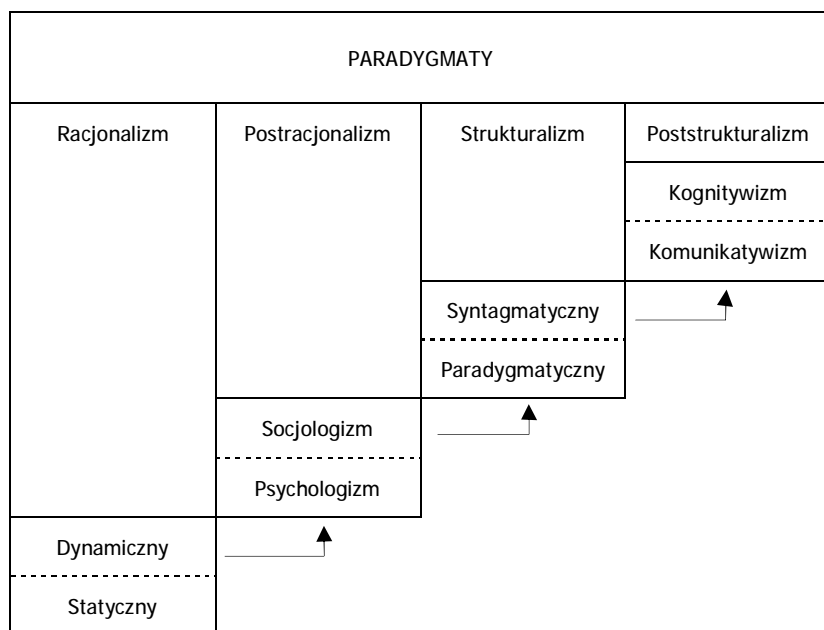 PARADYGMATY
Racjonalizm
Postracjonalizm
Strukturalizm
Poststrukturalizm
Kognitywizm
Komunikatywizm
Syntagmatyczny
Paradygmatyczny
Socjologizm
Psychologizm
Dynamiczny
Statyczny